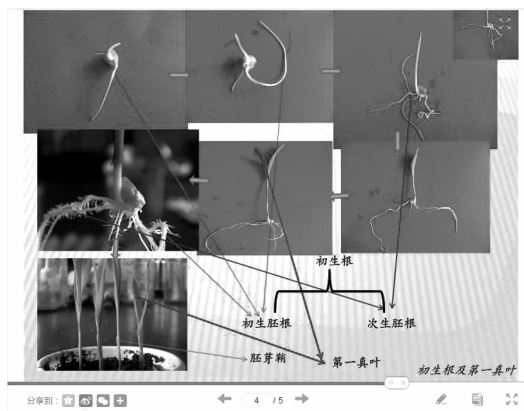 初生根
初生胚根
次生胚根
胚芽鞘
第一真叶
初生根及第一真叶
分享到:
4 / 5